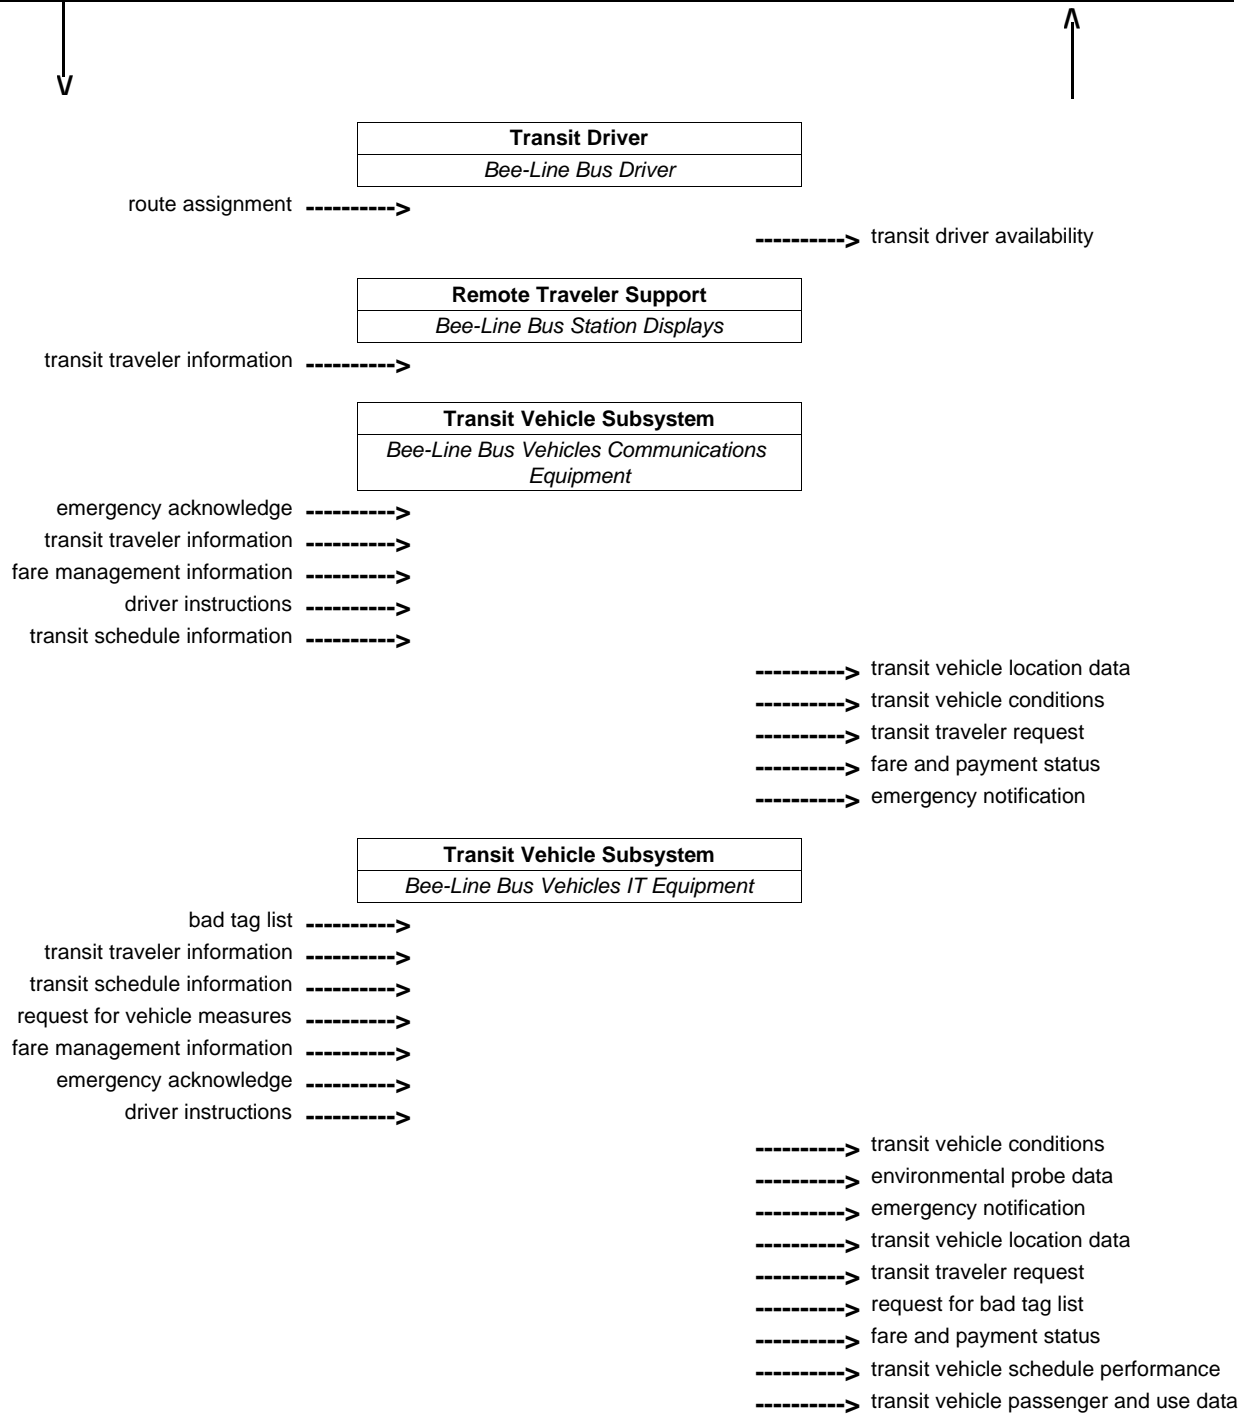 Transit Driver
Bee-Line Bus Driver
route assignment ---------->
----------> transit driver availability
Remote Traveler Support
Bee-Line Bus Station Displays
transit traveler information ---------->
Transit Vehicle Subsystem
Bee-Line Bus Vehicles Communications
Equipment
emergency acknowledge ---------->
transit traveler information ---------->
fare management information ---------->
driver instructions ---------->
transit schedule information ---------->
----------> transit vehicle location data
----------> transit vehicle conditions
----------> transit traveler request
----------> fare and payment status
----------> emergency notification
Transit Vehicle Subsystem
Bee-Line Bus Vehicles IT Equipment
bad tag list ---------->
transit traveler information ---------->
transit schedule information ---------->
request for vehicle measures ---------->
fare management information ---------->
emergency acknowledge ---------->
driver instructions ---------->
----------> transit vehicle conditions
----------> environmental probe data
----------> emergency notification
----------> transit vehicle location data
----------> transit traveler request
----------> request for bad tag list
----------> fare and payment status
----------> transit vehicle schedule performance
----------> transit vehicle passenger and use data